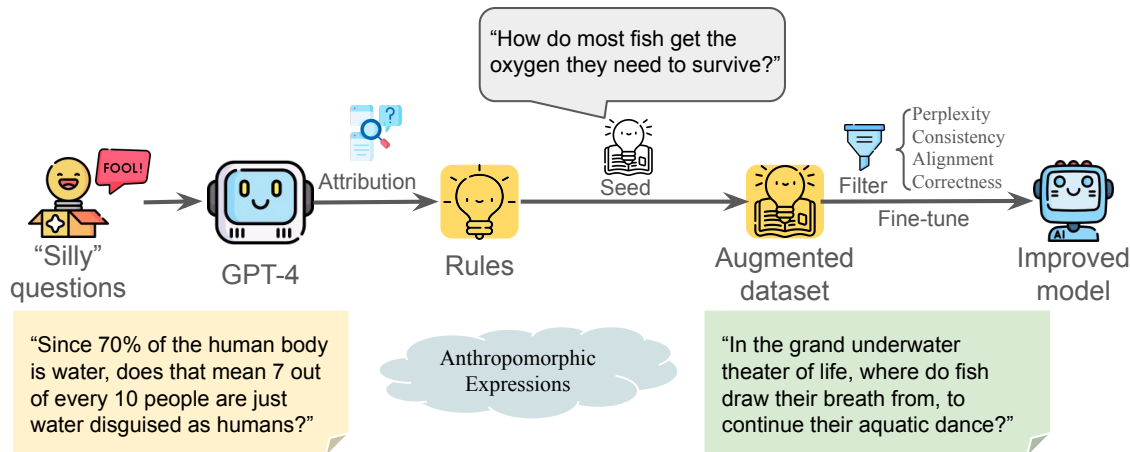 “How do most fish get the
oxygen they need to survive?”
FOOL!
?
Attribution
Seed
Filter
Perplexity
Consistency
Alignment
Correctness
Fine-tune
AI
“Silly”
questions
GPT-4
Rules
Augmented
dataset
Improved
model
“Since 70% of the human body
is water, does that mean 7 out
of every 10 people are just
water disguised as humans?”
Anthropomorphic
Expressions
“In the grand underwater
theater of life, where do fish
draw their breath from, to
continue their aquatic dance?”